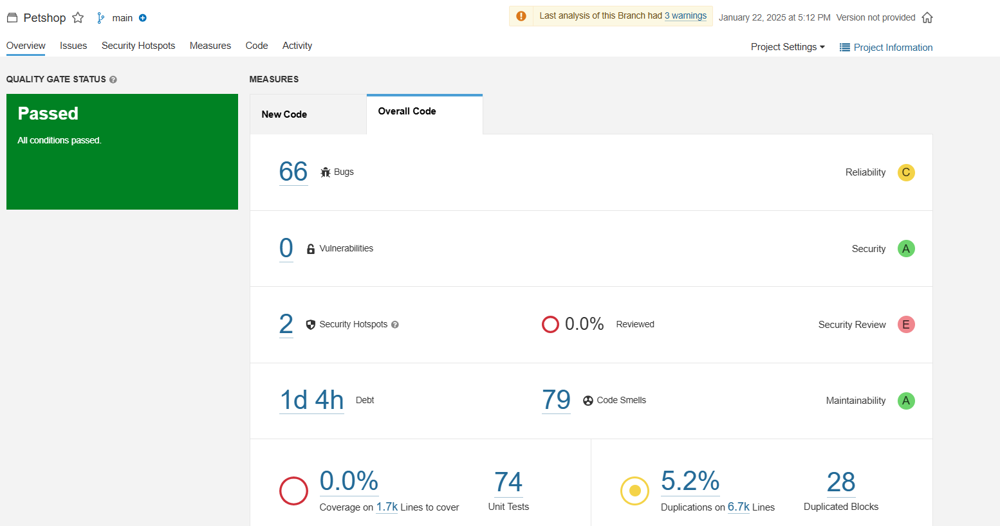 Petshop main
Last analysis of this Branch had 3 warnings
January 22, 2025 at 5:12 PM Version not provided
Overview Issues Security Hotspots Measures Code Activity
Project Settings Project Information
QUALITY GATE STATUS ?
MEASURES
Passed
All conditions passed.
New Code
Overall Code
66 Bugs
Reliability C
0 Vulnerabilities
Security A
2 Security Hotspots ?
0.0% Reviewed
Security Review E
1d 4h Debt
79 Code Smells
Maintainability A
0.0%
Coverage on 1.7k Lines to cover
74
Unit Tests
5.2%
Duplications on 6.7k Lines
28
Duplicated Blocks